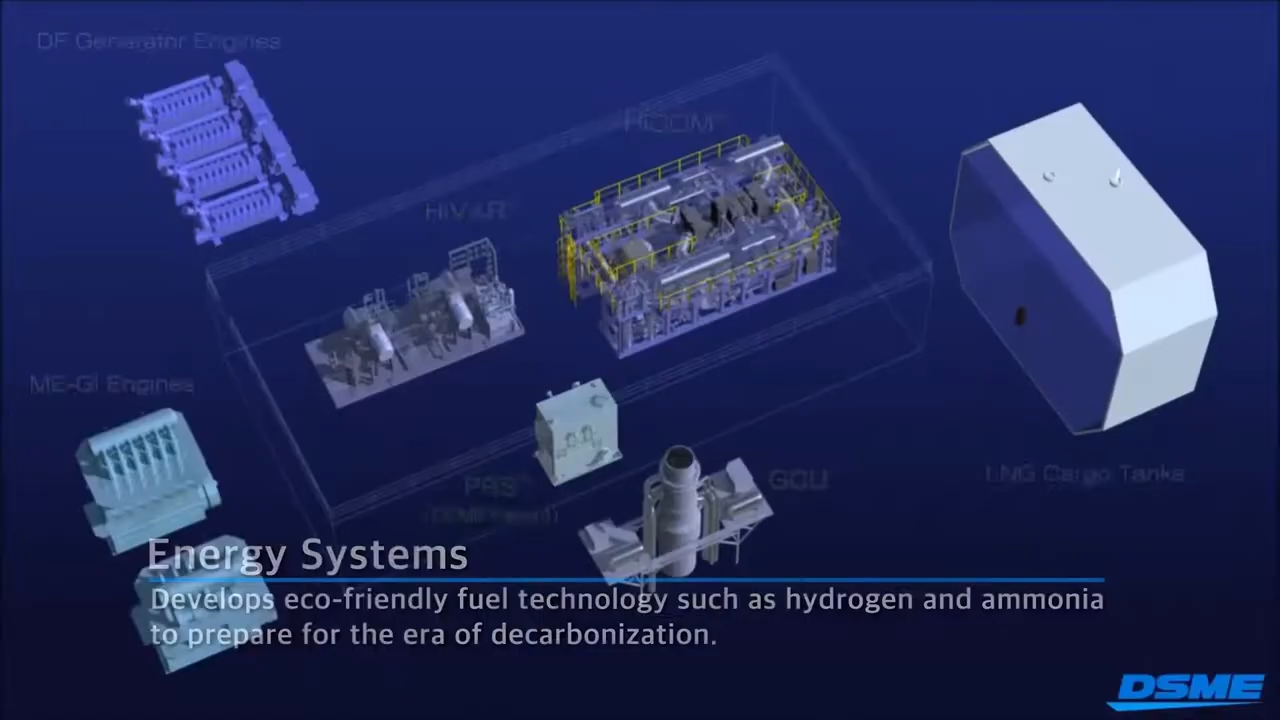 DF Generator Engines
HiVAR
ME-GI Engines
PRS
GCU
LNG Cargo Tanks
Energy Systems
Develops eco-friendly fuel technology such as hydrogen and ammonia
to prepare for the era of decarbonization.
DSME